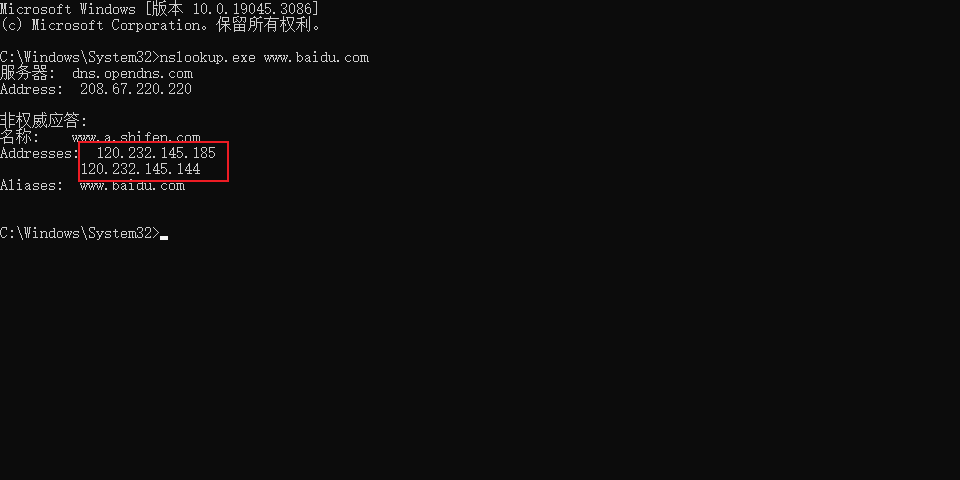 Microsoft Windows [版本 10.0.19045.3086]
(c) Microsoft Corporation。保留所有权利。
C:\Windows\System32>nslookup.exe www.baidu.com
服务器:  dns.opendns.com
Address:  208.67.220.220
非权威应答:
名称:    www.a.shifen.com
Addresses:  120.232.145.185
120.232.145.144
Aliases:  www.baidu.com
C:\Windows\System32>